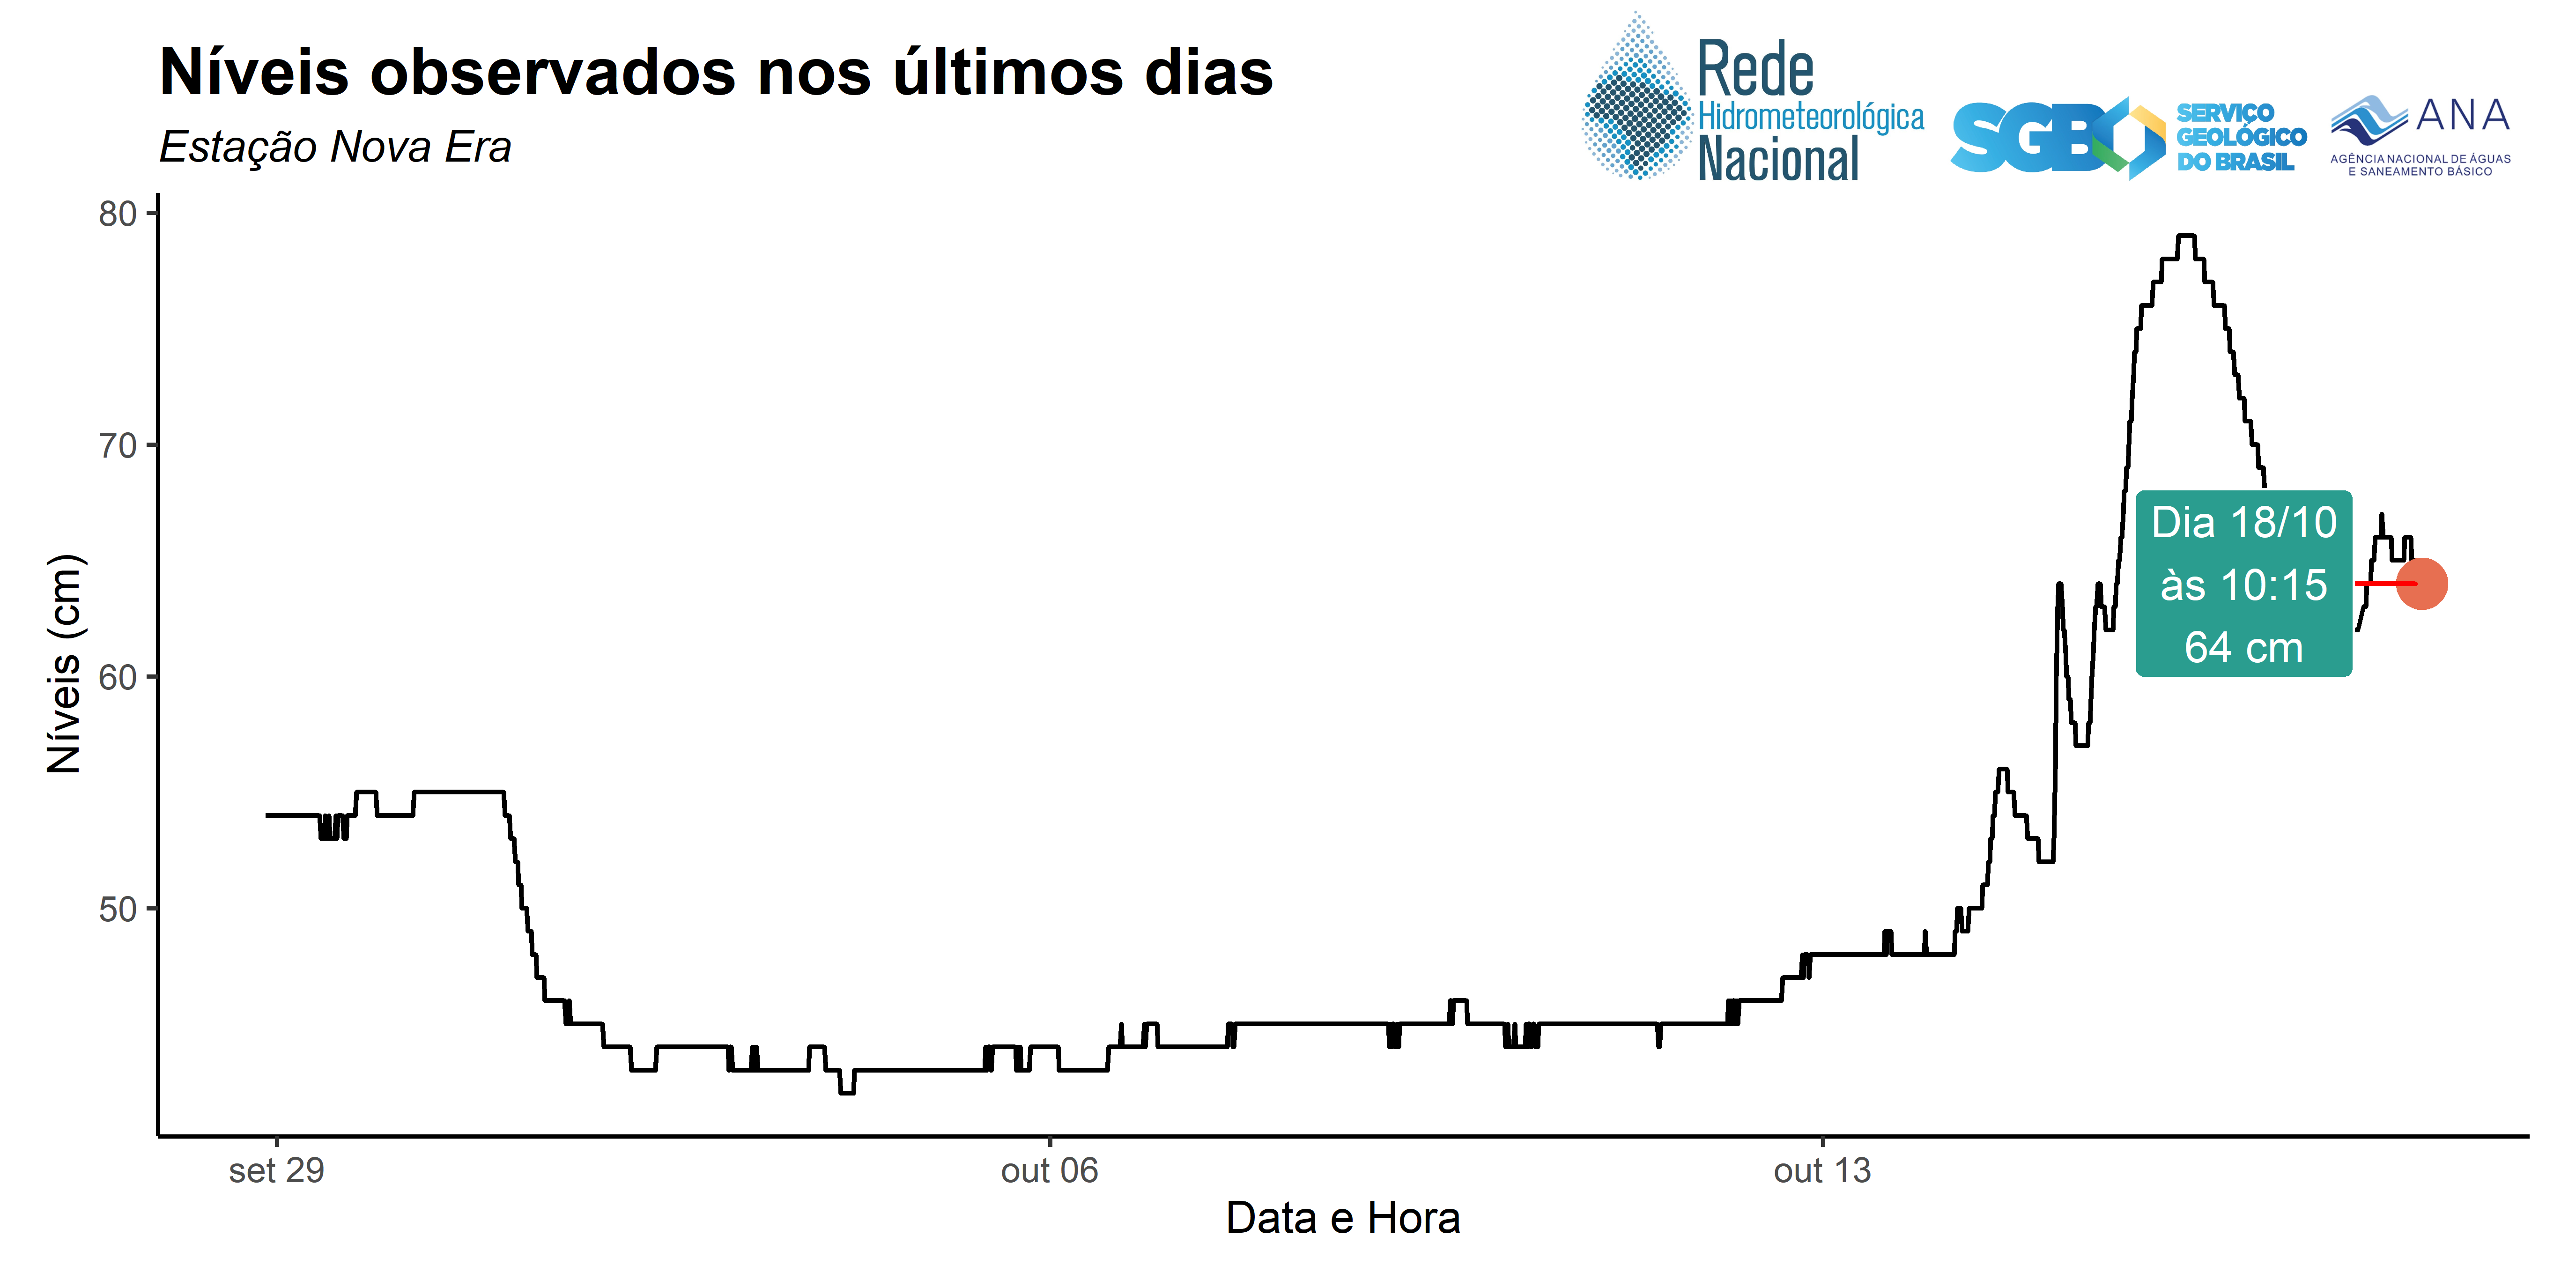 Níveis observados nos últimos dias
Estação Nova Era
Rede
Hidrometeorológica
Nacional
SGB
SERVIÇO
GEOLÓGICO
DO BRASIL
ANA
AGÊNCIA NACIONAL DE ÁGUAS
E SANEAMENTO BÁSICO
80
70
60
50
Níveis (cm)
Dia 18/10
às 10:15
64 cm
set 29
out 06
out 13
Data e Hora